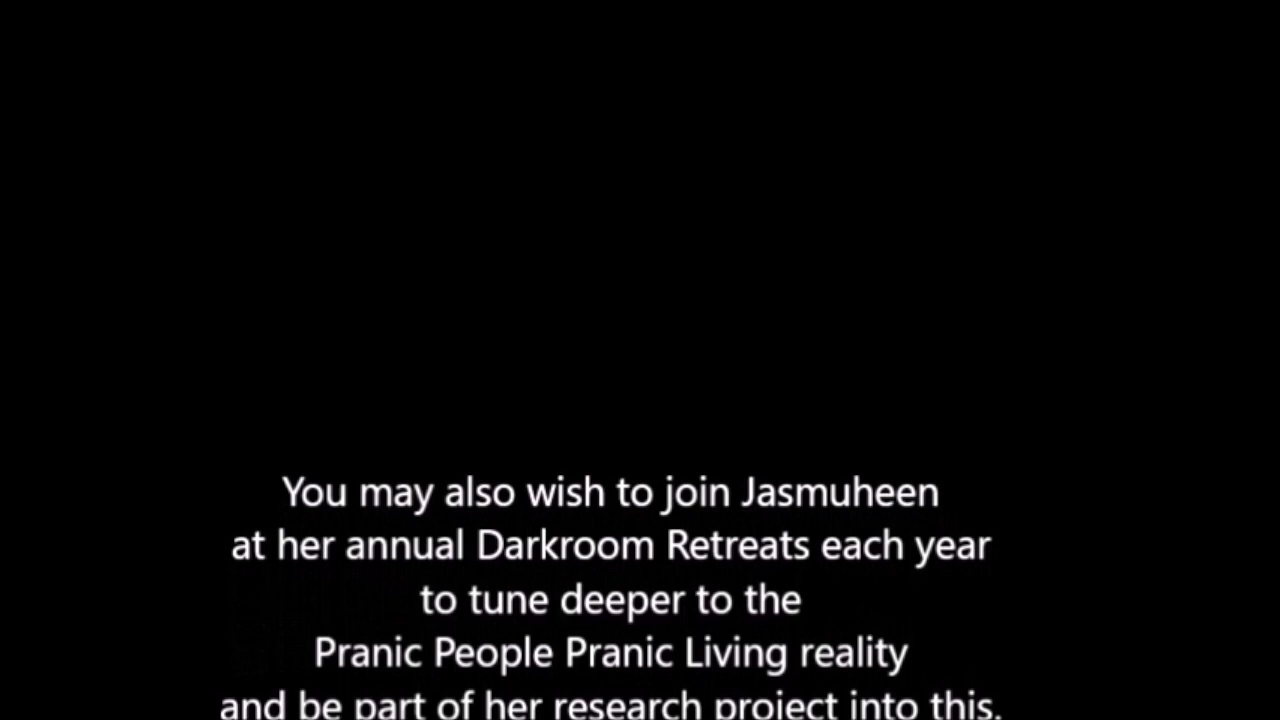 You may also wish to join Jasmuheen
at her annual Darkroom Retreats each year
to tune deeper to the
Pranic People Pranic Living reality
and be part of her research project into this.